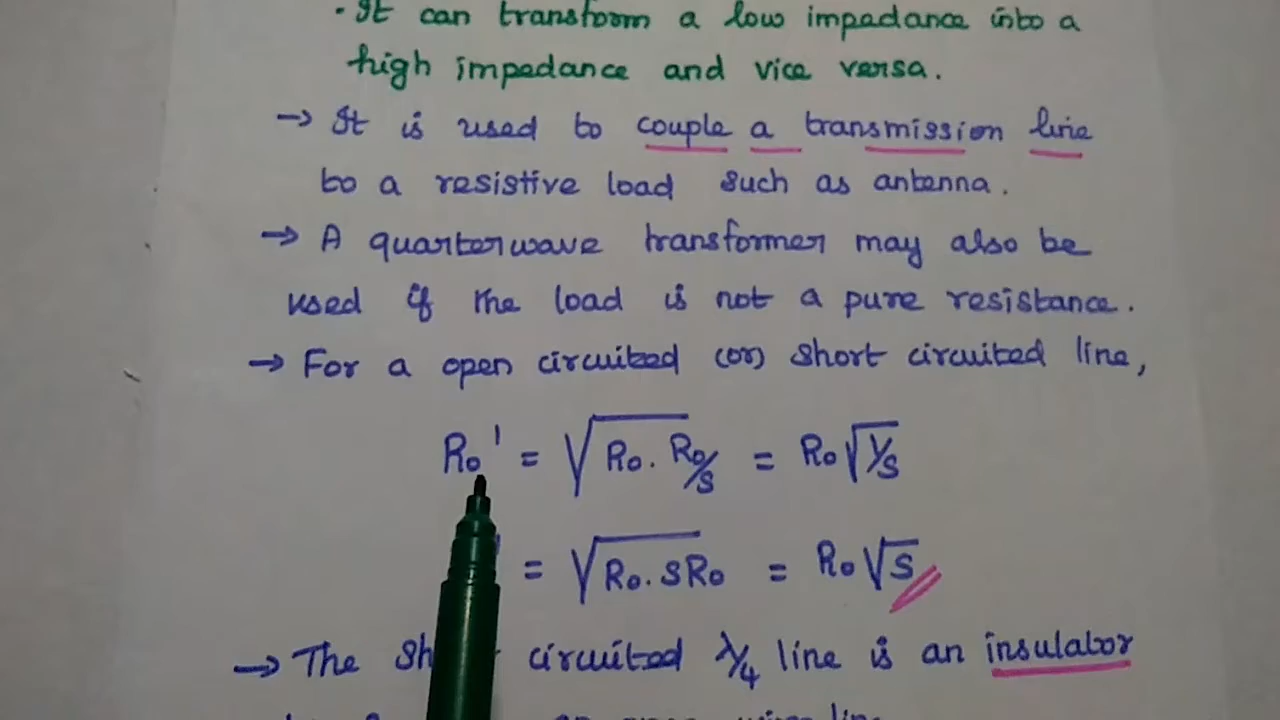 • It can transform a low impedance into a
high impedance and vice versa.
→ It is used to couple a transmission line
to a resistive load such as antenna.
→ A quarterwave transformer may also be
used if the load is not a pure resistance.
→ For a open circuited (or) short circuited line,
Ro' = √Ro. Ro/s = Ro√1/s
' = √Ro. SRo = Ro√S
→ The circuited λ/4 line is an insulator